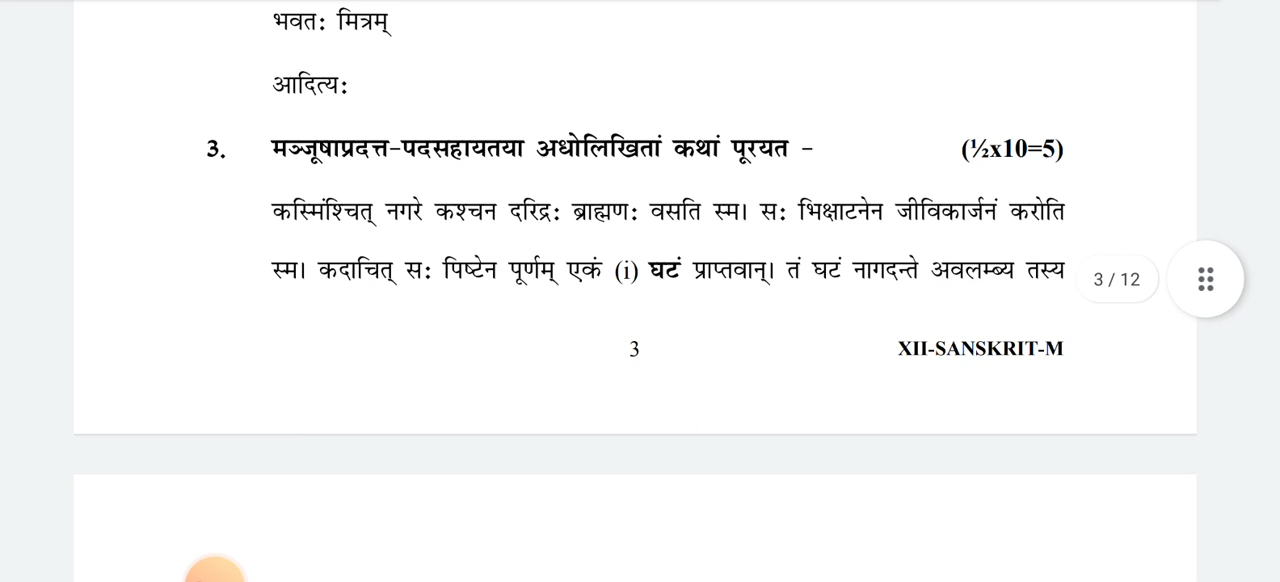 भवतः मित्रम्
आदित्यः
3. मञ्जूषाप्रदत्त-पदसहायतया अधोलिखितां कथां पूरयत - (½x10=5)
कस्मिंश्चित् नगरे कश्चन दरिद्रः ब्राह्मणः वसति स्म। सः भिक्षाटनेन जीविकार्जनं करोति
स्म। कदाचित् सः पिष्टेन पूर्णम् एकं (i) घटं प्राप्तवान्। तं घटं नागदन्ते अवलम्ब्य तस्य
3 / 12
3 XII-SANSKRIT-M